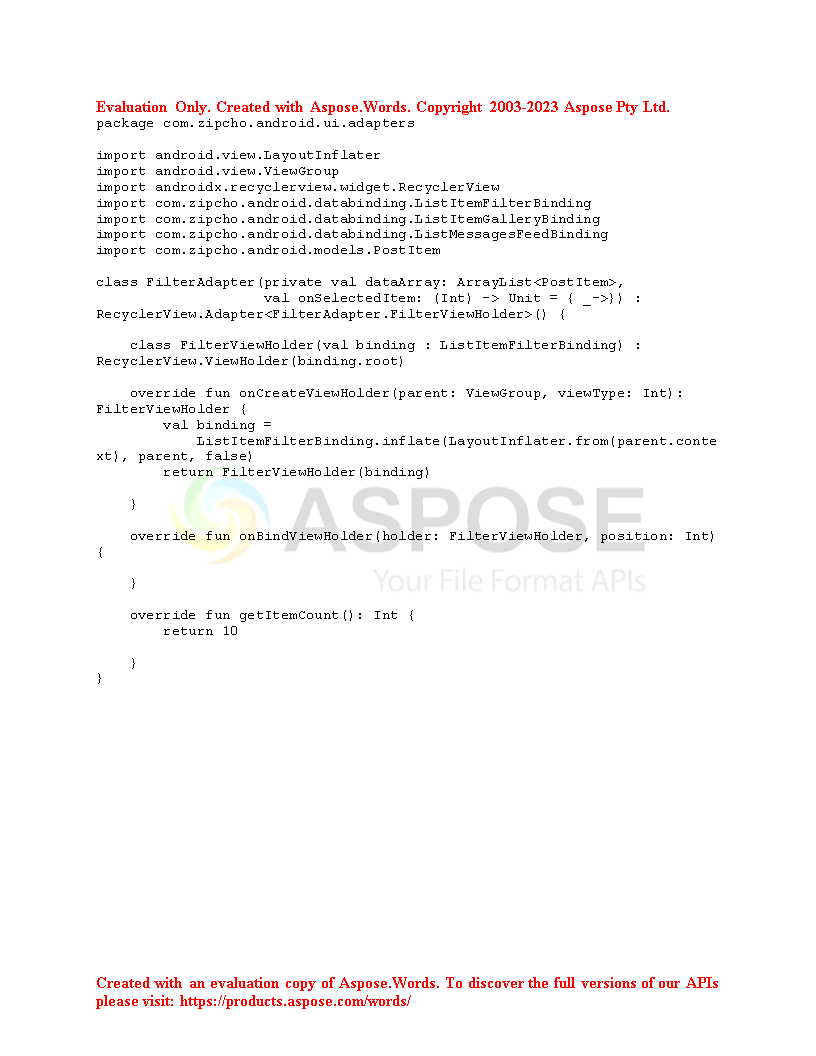 Evaluation Only. Created with Aspose.Words. Copyright 2003-2023 Aspose Pty Ltd.
package com.zipcho.android.ui.adapters
import android.view.LayoutInflater
import android.view.ViewGroup
import androidx.recyclerview.widget.RecyclerView
import com.zipcho.android.databinding.ListItemFilterBinding
import com.zipcho.android.databinding.ListItemGalleryBinding
import com.zipcho.android.databinding.ListMessagesFeedBinding
import com.zipcho.android.models.PostItem
class FilterAdapter(private val dataArray: ArrayList<PostItem>,
                    val onSelectedItem: (Int) -> Unit = { _->}) :
RecyclerView.Adapter<FilterAdapter.FilterViewHolder>() {
    class FilterViewHolder(val binding : ListItemFilterBinding) :
RecyclerView.ViewHolder(binding.root)
    override fun onCreateViewHolder(parent: ViewGroup, viewType: Int):
FilterViewHolder {
        val binding =
            ListItemFilterBinding.inflate(LayoutInflater.from(parent.conte
xt), parent, false)
        return FilterViewHolder(binding)
    }
ASPOSE
    override fun onBindViewHolder(holder: FilterViewHolder, position: Int)
{
Your File Format APIs
    }
    override fun getItemCount(): Int {
        return 10
    }
}
Created with an evaluation copy of Aspose.Words. To discover the full versions of our APIs
please visit: https://products.aspose.com/words/